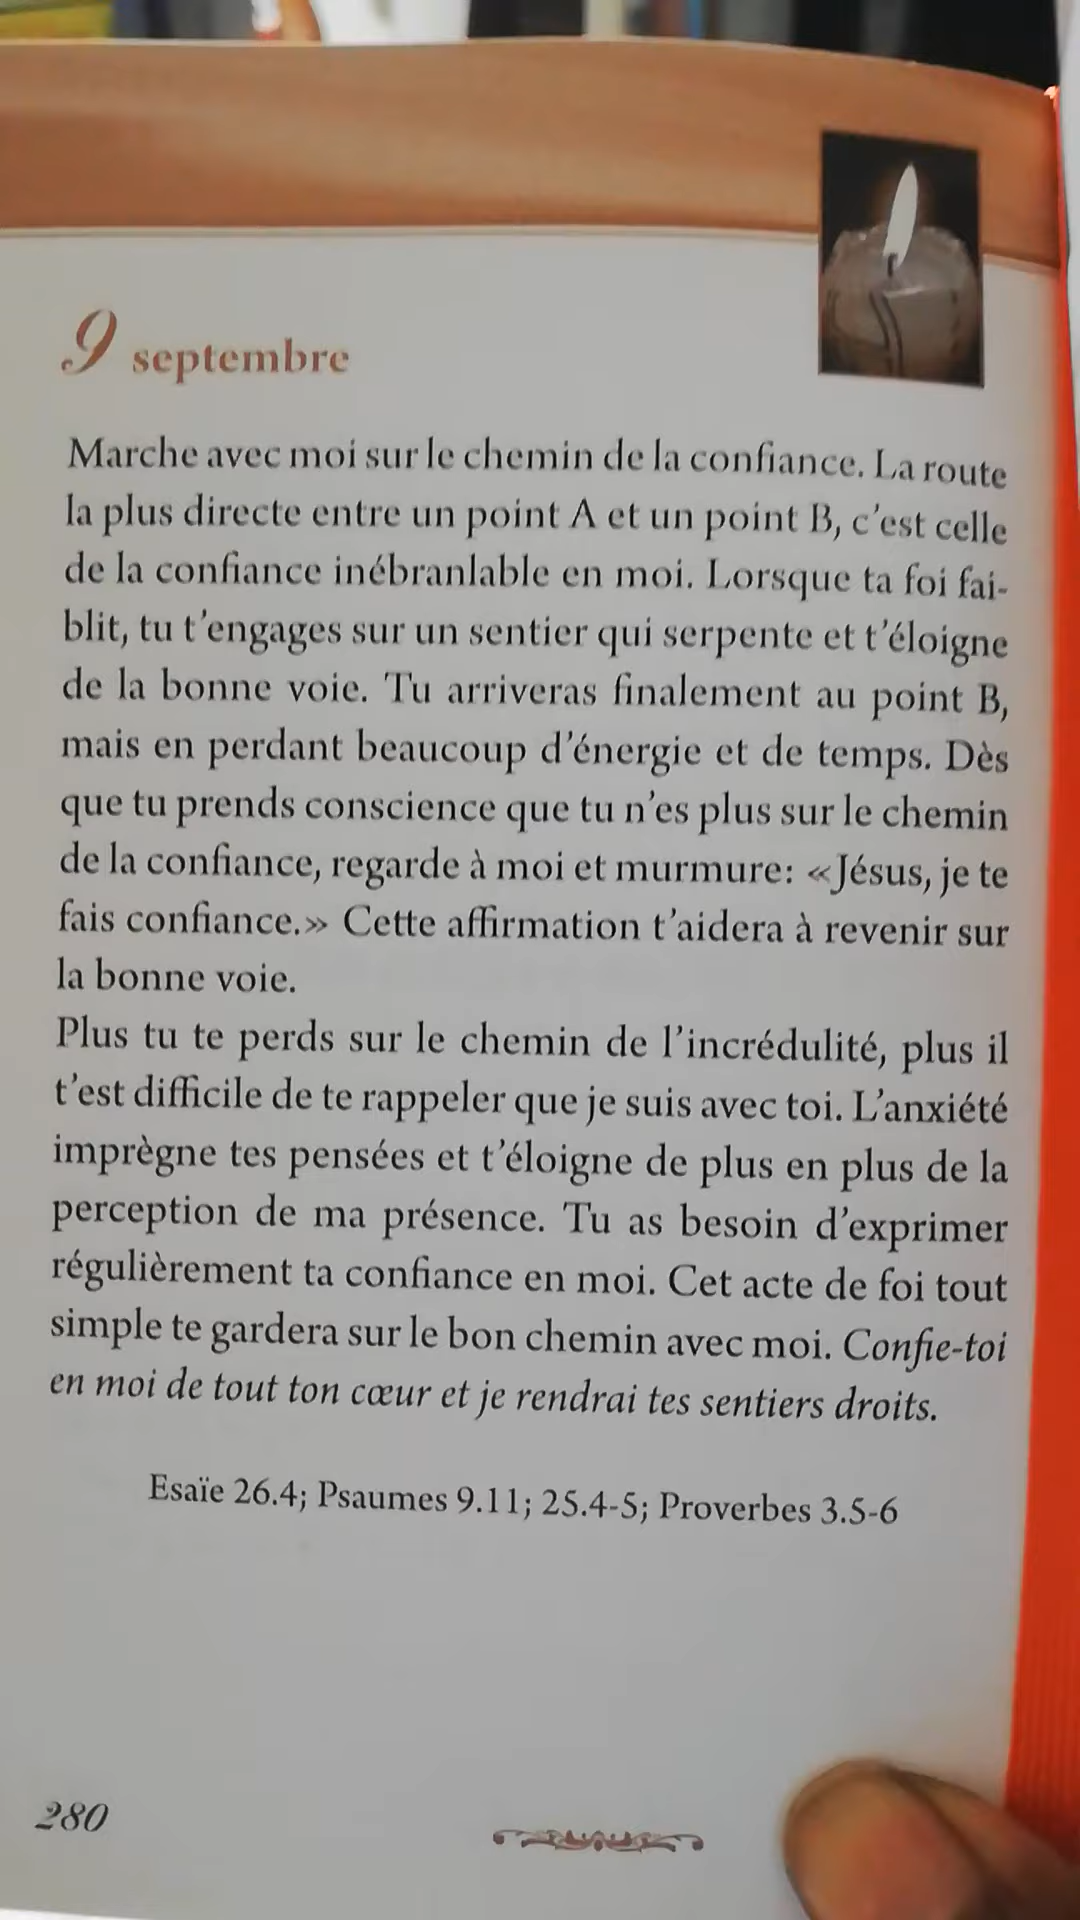 9 septembre
Marche avec moi sur le chemin de la confiance. La route
la plus directe entre un point A et un point B, c'est celle
de la confiance inébranlable en moi. Lorsque ta foi fai-
blit, tu t'engages sur un sentier qui serpente et t'éloigne
de la bonne voie. Tu arriveras finalement au point B,
mais en perdant beaucoup d'énergie et de temps. Dès
que tu prends conscience que tu n'es plus sur le chemin
de la confiance, regarde à moi et murmure: «Jésus, je te
fais confiance.» Cette affirmation t'aidera à revenir sur
la bonne voie.
Plus tu te perds sur le chemin de l'incrédulité, plus il
t'est difficile de te rappeler que je suis avec toi. L'anxiété
imprègne tes pensées et t'éloigne de plus en plus de la
perception de ma présence. Tu as besoin d'exprimer
régulièrement ta confiance en moi. Cet acte de foi tout
simple te gardera sur le bon chemin avec moi. Confie-toi
en moi de tout ton cœur et je rendrai tes sentiers droits.
Esaïe 26.4; Psaumes 9.11; 25.4-5; Proverbes 3.5-6
280